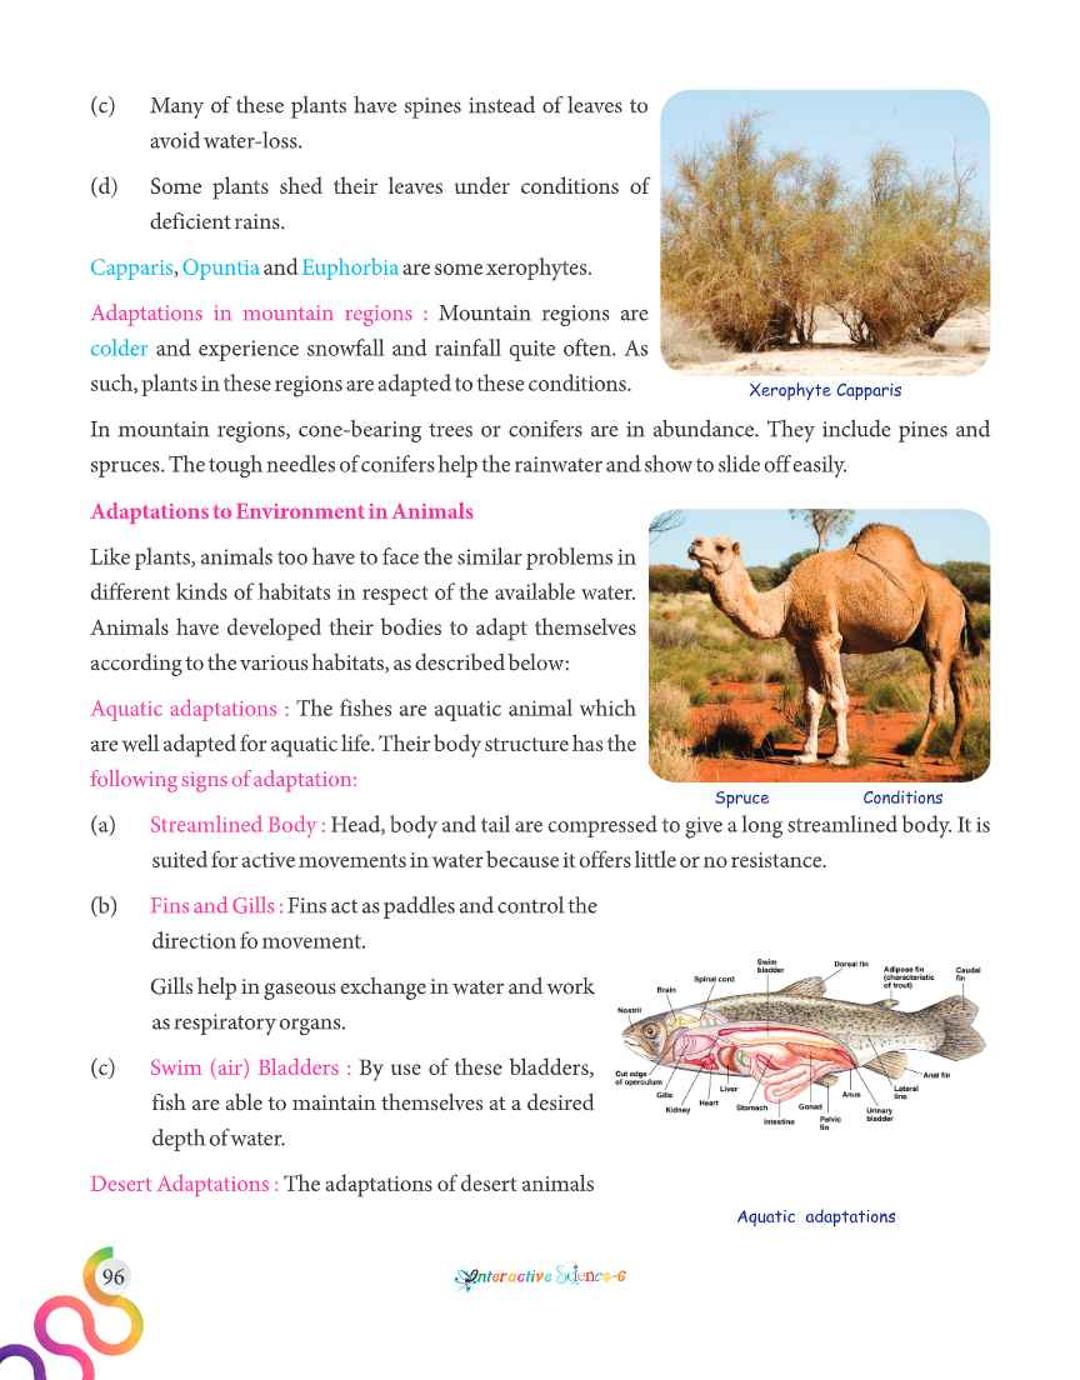 (c) Many of these plants have spines instead of leaves to
avoid water-loss.
(d) Some plants shed their leaves under conditions of
deficient rains.
Capparis, Opuntia and Euphorbia are some xerophytes.
Adaptations in mountain regions : Mountain regions are
colder and experience snowfall and rainfall quite often. As
such, plants in these regions are adapted to these conditions.
Xerophyte Capparis
In mountain regions, cone-bearing trees or conifers are in abundance. They include pines and
spruces. The tough needles of conifers help the rainwater and show to slide off easily.
Adaptations to Environment in Animals
Like plants, animals too have to face the similar problems in
different kinds of habitats in respect of the available water.
Animals have developed their bodies to adapt themselves
according to the various habitats, as described below:
Aquatic adaptations : The fishes are aquatic animal which
are well adapted for aquatic life. Their body structure has the
following signs of adaptation:
Spruce Conditions
(a) Streamlined Body : Head, body and tail are compressed to give a long streamlined body. It is
suited for active movements in water because it offers little or no resistance.
(b) Fins and Gills : Fins act as paddles and control the
direction fo movement.
Gills help in gaseous exchange in water and work
as respiratory organs.
(c) Swim (air) Bladders : By use of these bladders,
fish are able to maintain themselves at a desired
depth of water.
Desert Adaptations : The adaptations of desert animals
Nostril
Brain
Spinal cord
Swim
bladder
Dorsal fin
Adipose fin
(characteristic
of trout)
Caudal
fin
Cut edge
of operculum
Gills
Kidney
Heart
Liver
Stomach
Intestine
Gonad
Pelvic
fin
Anus
Urinary
bladder
Lateral
line
Anal fin
Aquatic adaptations
96
Interactive Science-6